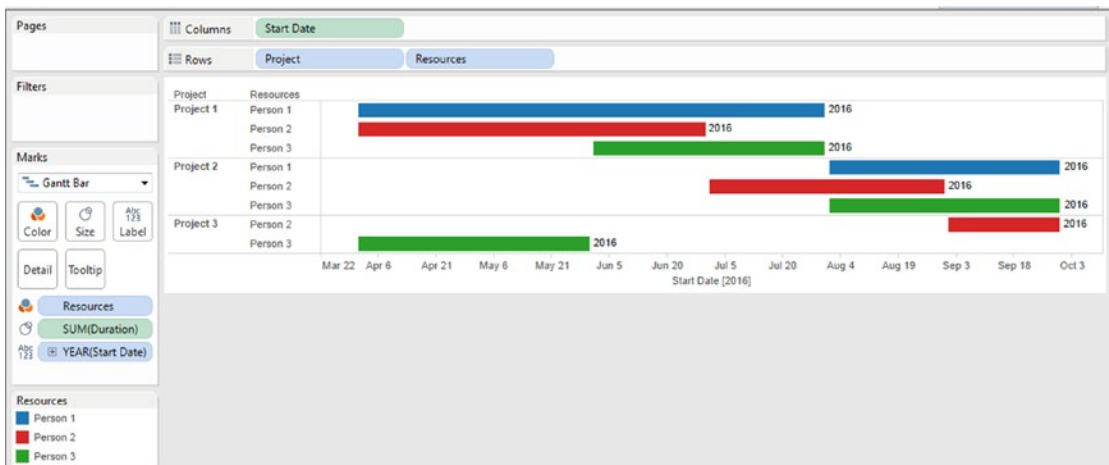 Pages
Columns Start Date
Rows Project Resources
Filters
Project Resources
Project 1 Person 1 2016
Person 2 2016
Person 3 2016
Project 2 Person 1 2016
Person 2 2016
Person 3 2016
Project 3 Person 2 2016
Person 3 2016
Mar 22 Apr 6 Apr 21 May 6 May 21 Jun 5 Jun 20 Jul 5 Jul 20 Aug 4 Aug 19 Sep 3 Sep 18 Oct 3
Start Date [2016]
Marks
Gantt Bar
Abc
123
Color Size Label
Detail Tooltip
Resources
SUM(Duration)
Abc
123 YEAR(Start Date)
Resources
Person 1
Person 2
Person 3